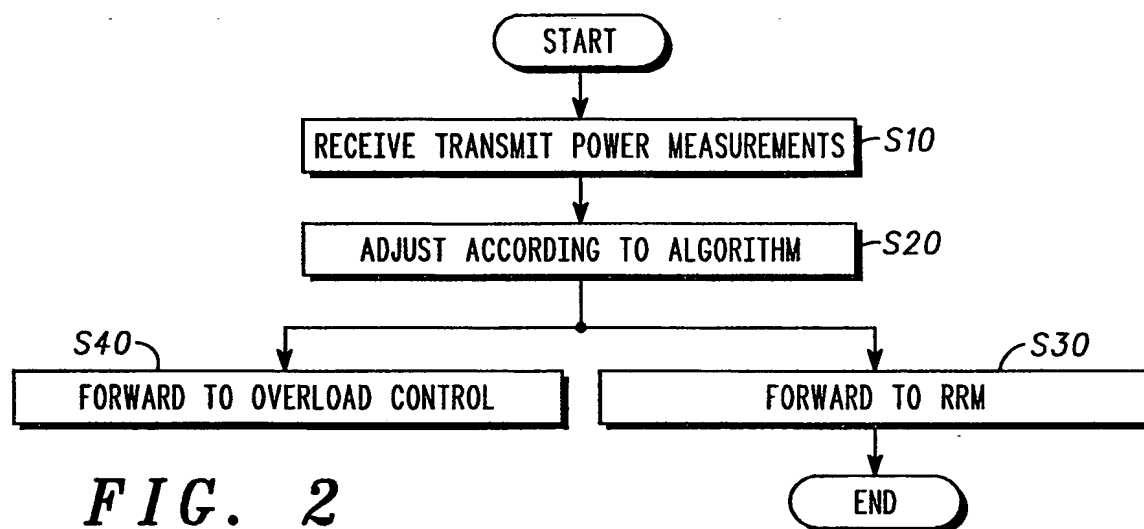 START
RECEIVE TRANSMIT POWER MEASUREMENTS
S10
ADJUST ACCORDING TO ALGORITHM
S20
S40
S30
FORWARD TO OVERLOAD CONTROL
FORWARD TO RRM
FIG. 2
END